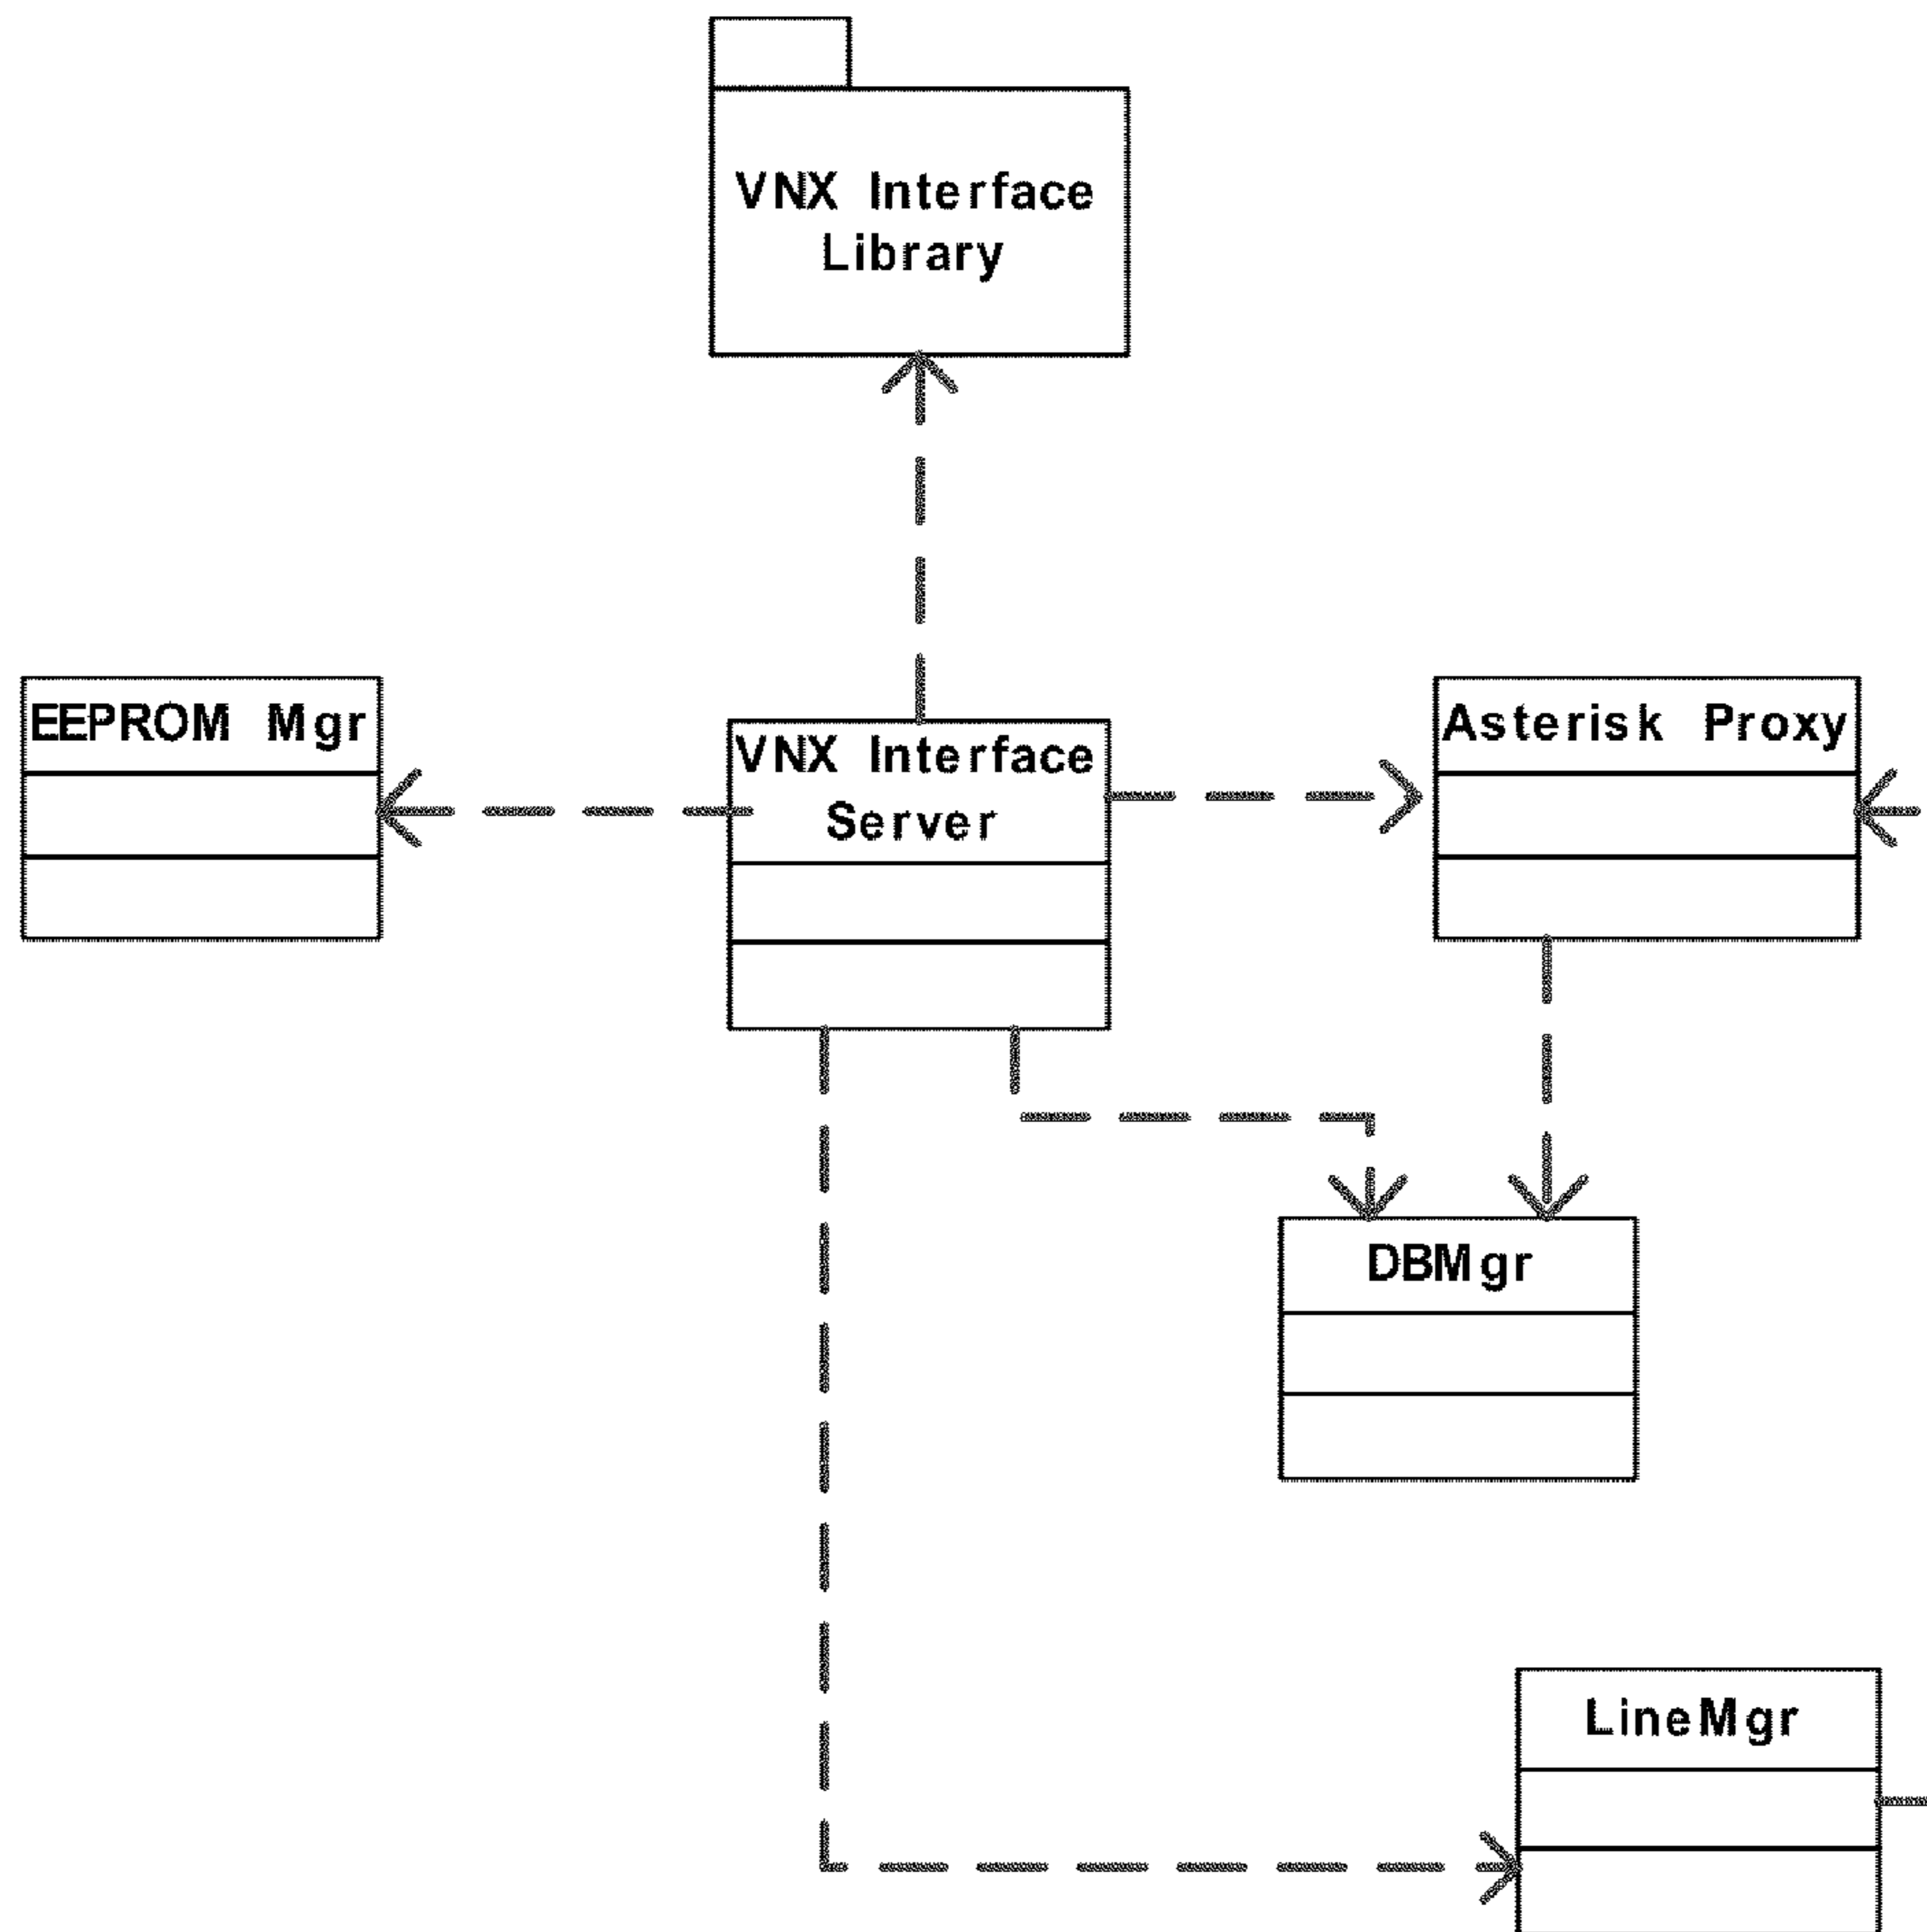 VNX Interface
Library
EEPROM Mgr
VNX Interface
Server
Asterisk Proxy
DBMgr
LineMgr